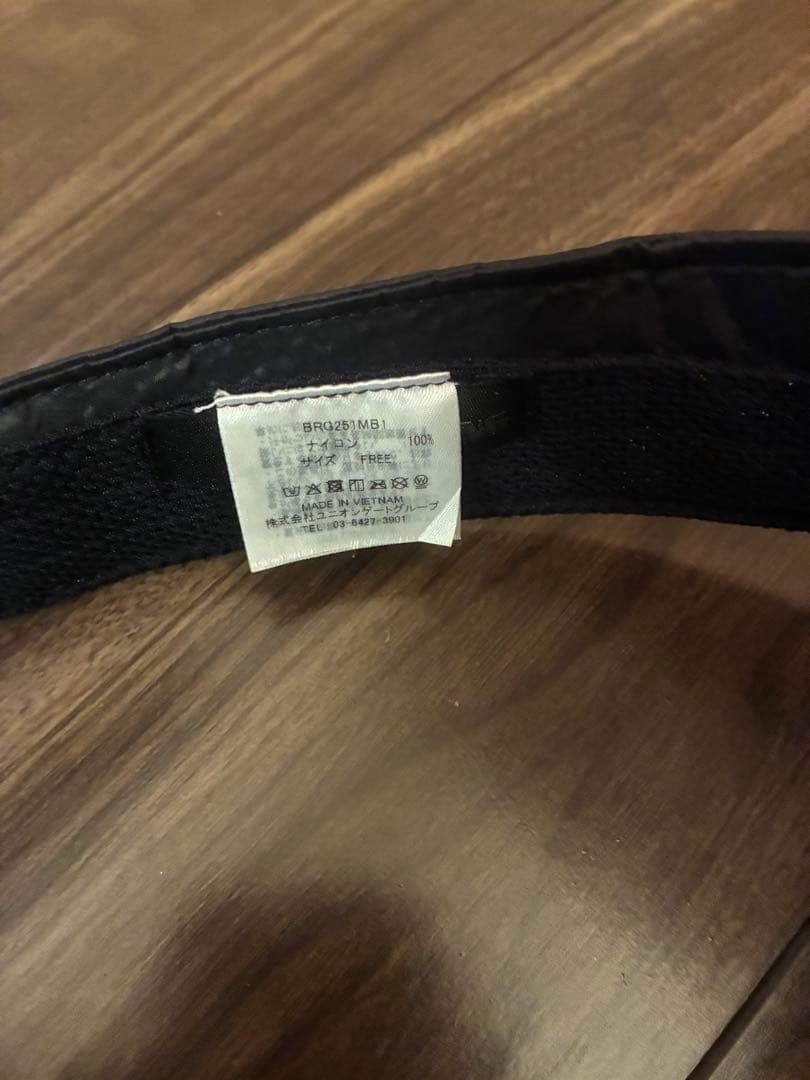 BRG251MB1
ナイロン 100%
サイズ FREE
MADE IN VIETNAM
株式会社ユニオンゲートグループ
TEL 03-6427-3901